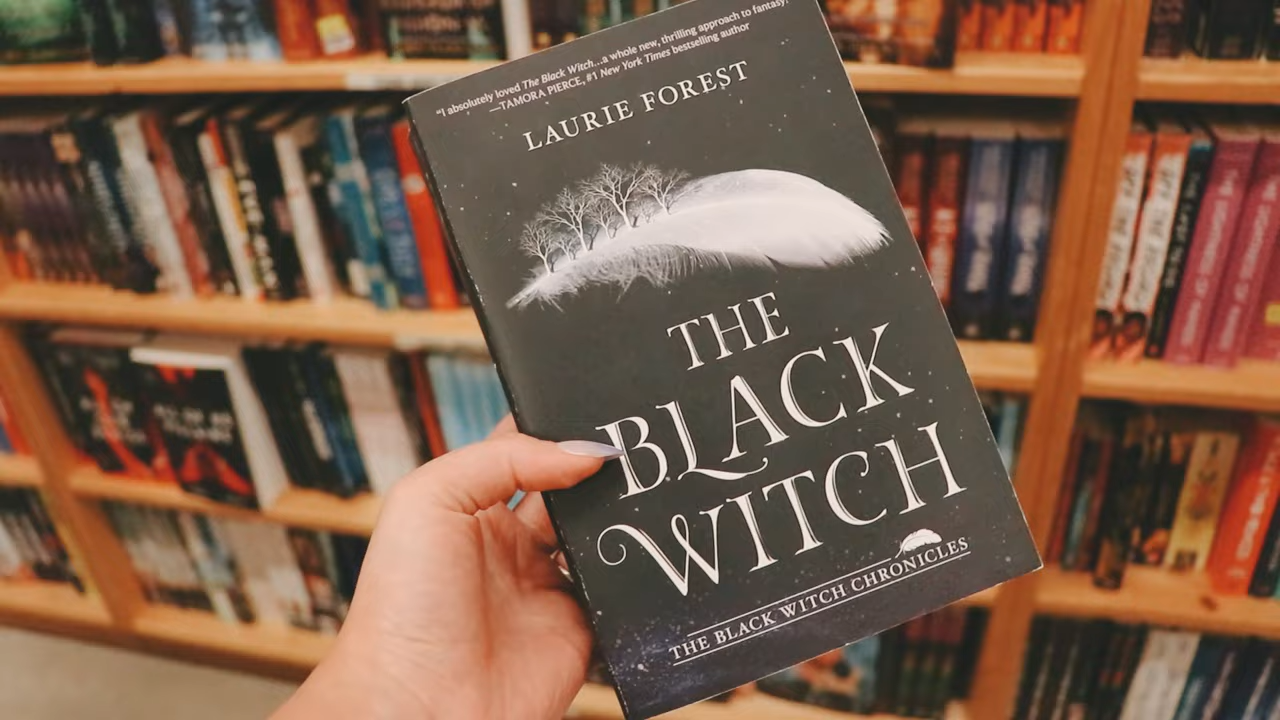 "I absolutely loved The Black Witch...a whole new, thrilling approach to fantasy!
—TAMORA PIERCE, #1 New York Times bestselling author
LAURIE FOREST
THE
BLACK
WITCH
THE BLACK WITCH CHRONICLES